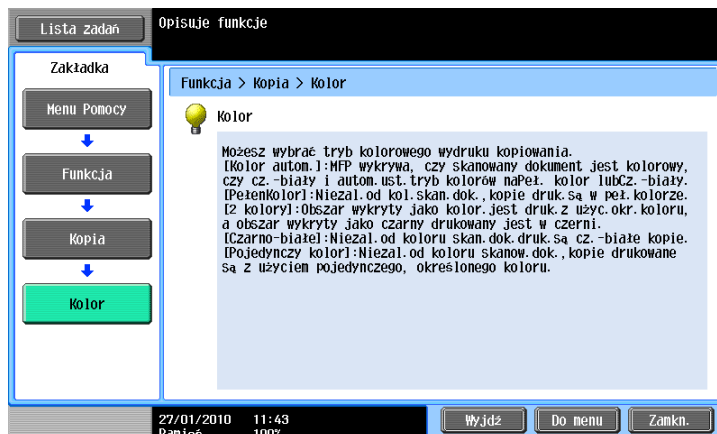 Lista zadań
Opisuje funkcje
Zakładka
Menu Pomocy
Funkcja
Kopia
Kolor
Funkcja > Kopia > Kolor
Kolor
Możesz wybrać tryb kolorowego wydruku kopiowania.
[Kolor autom.]:MFP wykrywa, czy skanowany dokument jest kolorowy,
czy cz.-biały i autom.ust.tryb kolorów naPeł. kolor lubCz.-biały.
[PełenKolor]:Niezal.od kol.skan.dok.,kopie druk.są w peł.kolorze.
[2 kolory]:Obszar wykryty jako kolor.jest druk.z użyc.okr.koloru,
a obszar wykryty jako czarny drukowany jest w czerni.
[Czarno-białe]:Niezal.od koloru skan.dok.druk.są cz.-białe kopie.
[Pojedynczy kolor]:Niezal.od koloru skanow.dok.,kopie drukowane
są z użyciem pojedynczego, określonego koloru.
27/01/2010 11:43
Pamięć 100%
Wyjdź
Do menu
Zamkn.